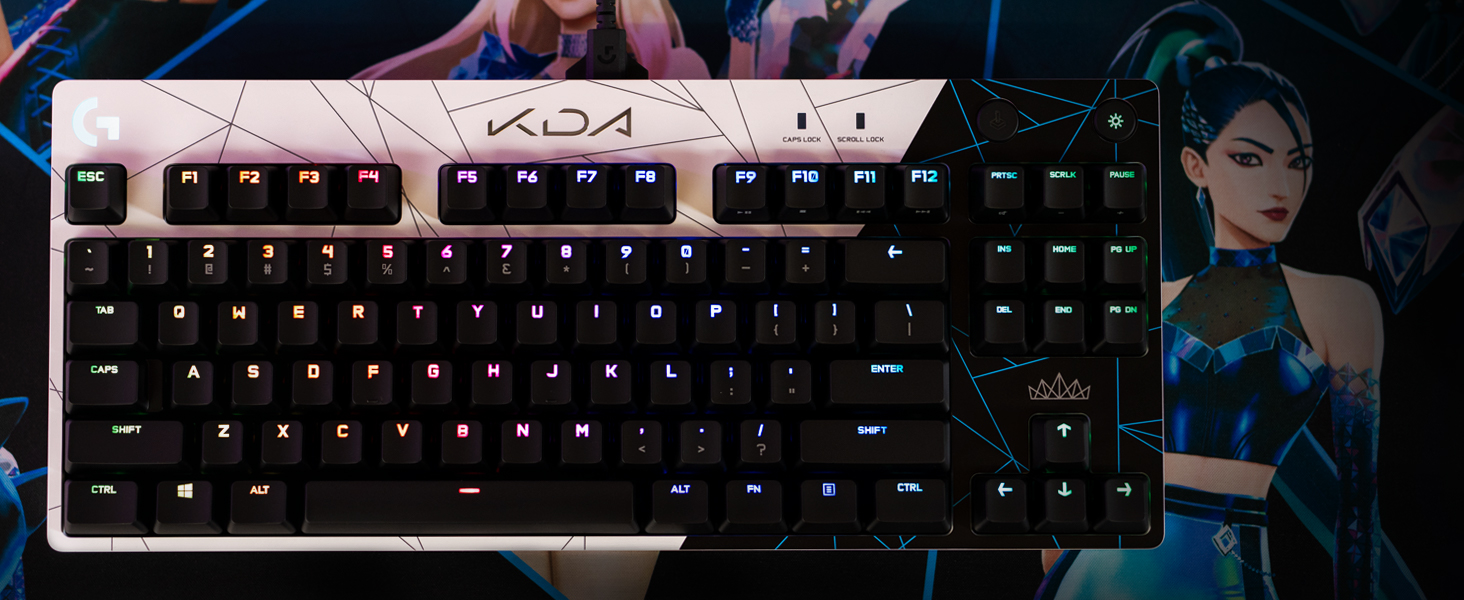 G
KDA
CAPS LOCK SCROLL LOCK
ESC F1 F2 F3 F4 F5 F6 F7 F8 F9 F10 F11 F12 PRTSC SCRLK PAUSE
` 1 2 3 4 5 6 7 8 9 0 - = ← INS HOME PG UP
~ ! @ # $ % ^ & * ( ) _ +
TAB Q W E R T Y U I O P [ ] \ DEL END PG DN
{ } |
CAPS A S D F G H J K L ; ' ENTER
: "
SHIFT Z X C V B N M , . / SHIFT ↑
< > ?
CTRL ALT ALT FN CTRL ← ↓ →